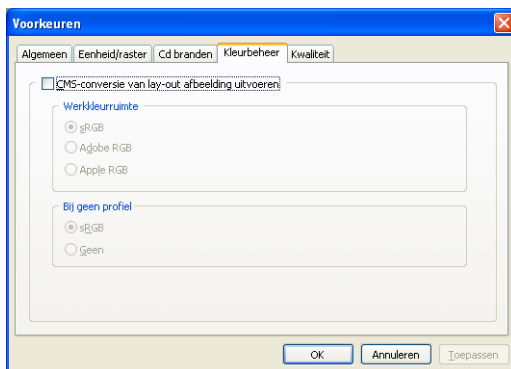 Voorkeuren
Algemeen Eenheid/raster Cd branden Kleurbeheer Kwaliteit
CMS-conversie van lay-out afbeelding uitvoeren
Werkkleurruimte
sRGB
Adobe RGB
Apple RGB
Bij geen profiel
sRGB
Geen
OK Annuleren Toepassen